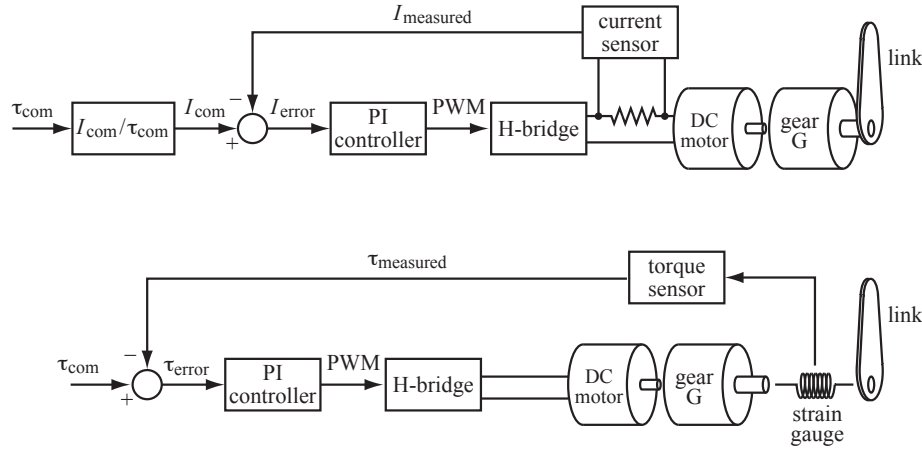 I_measured
current
sensor
link
τ_com
I_com/τ_com
I_com
−
+
I_error
PI
controller
PWM
H-bridge
DC
motor
gear
G
τ_measured
torque
sensor
link
τ_com
−
+
τ_error
PI
controller
PWM
H-bridge
DC
motor
gear
G
strain
gauge